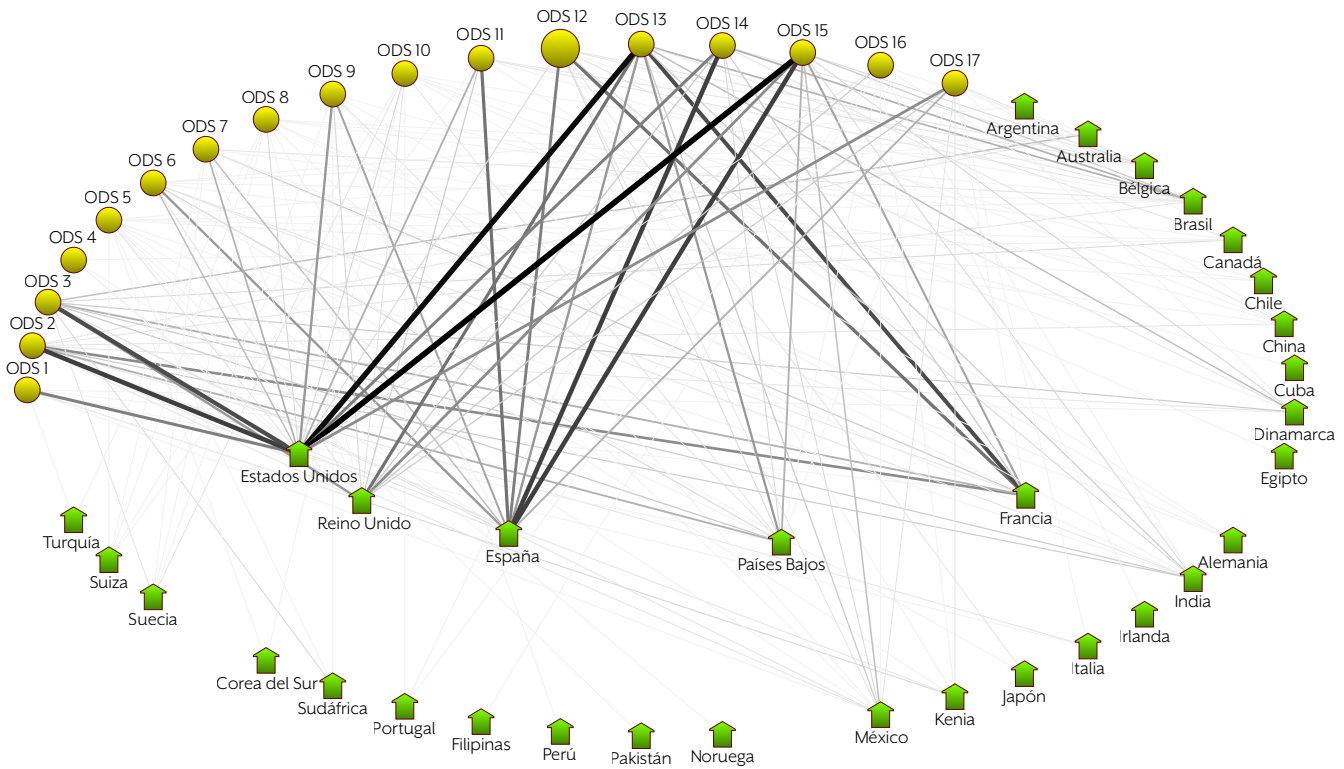 ODS 12
ODS 13
ODS 14
ODS 15
ODS 11
ODS 16
ODS 10
ODS 17
ODS 9
ODS 8
ODS 7
ODS 6
ODS 5
ODS 4
ODS 3
ODS 2
ODS 1
Argentina
Australia
Bélgica
Brasil
Canadá
Chile
China
Cuba
Dinamarca
Egipto
Estados Unidos
Reino Unido
España
Países Bajos
Francia
Alemania
India
Irlanda
Italia
Japón
Kenia
México
Turquía
Suiza
Suecia
Corea del Sur
Sudáfrica
Portugal
Filipinas
Perú
Pakistán
Noruega